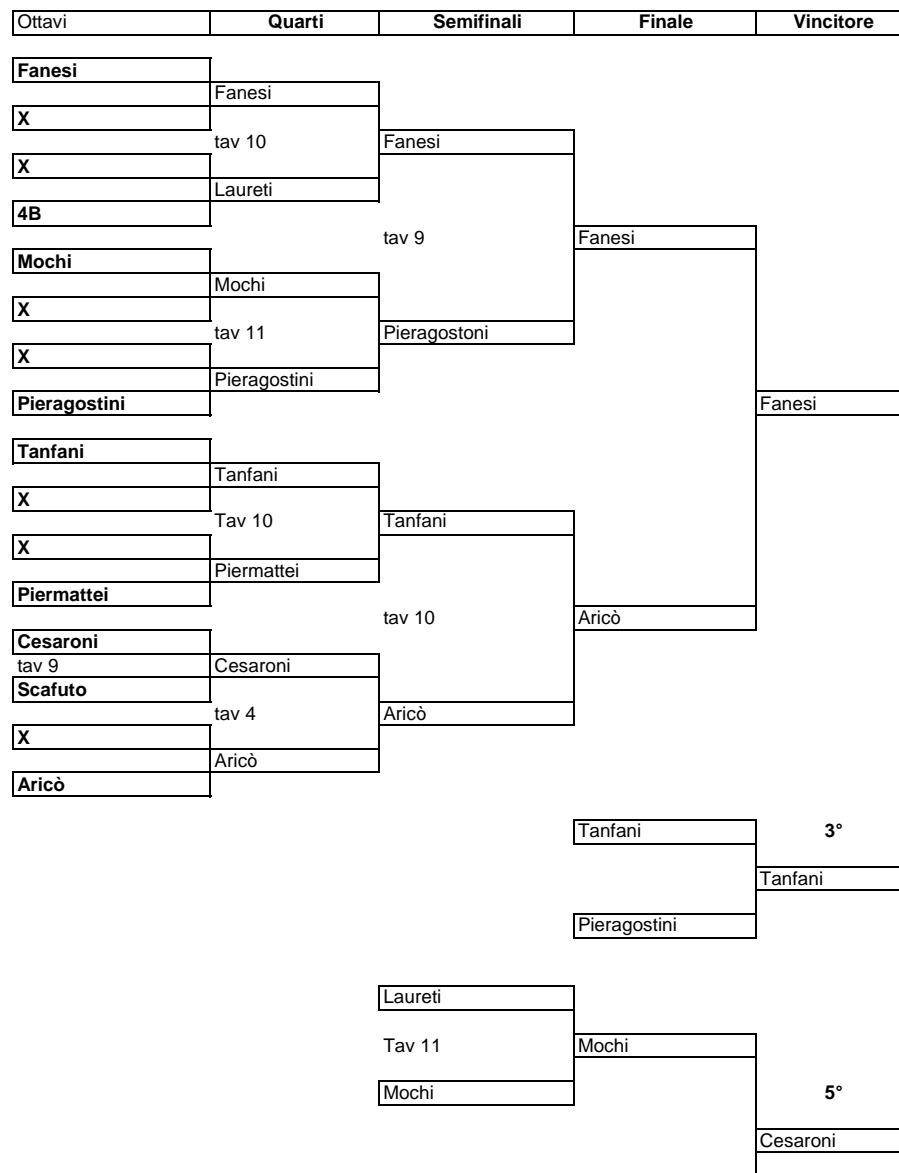 Ottavi Quarti Semifinali Finale Vincitore
Fanesi
Fanesi
X
tav 10 Fanesi
X
Laureti
4B
tav 9 Fanesi
Mochi
Mochi
X
tav 11 Pieragostoni
X
Pieragostini
Pieragostini Fanesi
Tanfani
Tanfani
X
Tav 10 Tanfani
X
Piermattei
Piermattei
tav 10 Aricò
Cesaroni
tav 9 Cesaroni
Scafuto
tav 4 Aricò
X
Aricò
Aricò
Tanfani 3°
Tanfani
Pieragostini
Laureti
Tav 11 Mochi
Mochi 5°
Cesaroni